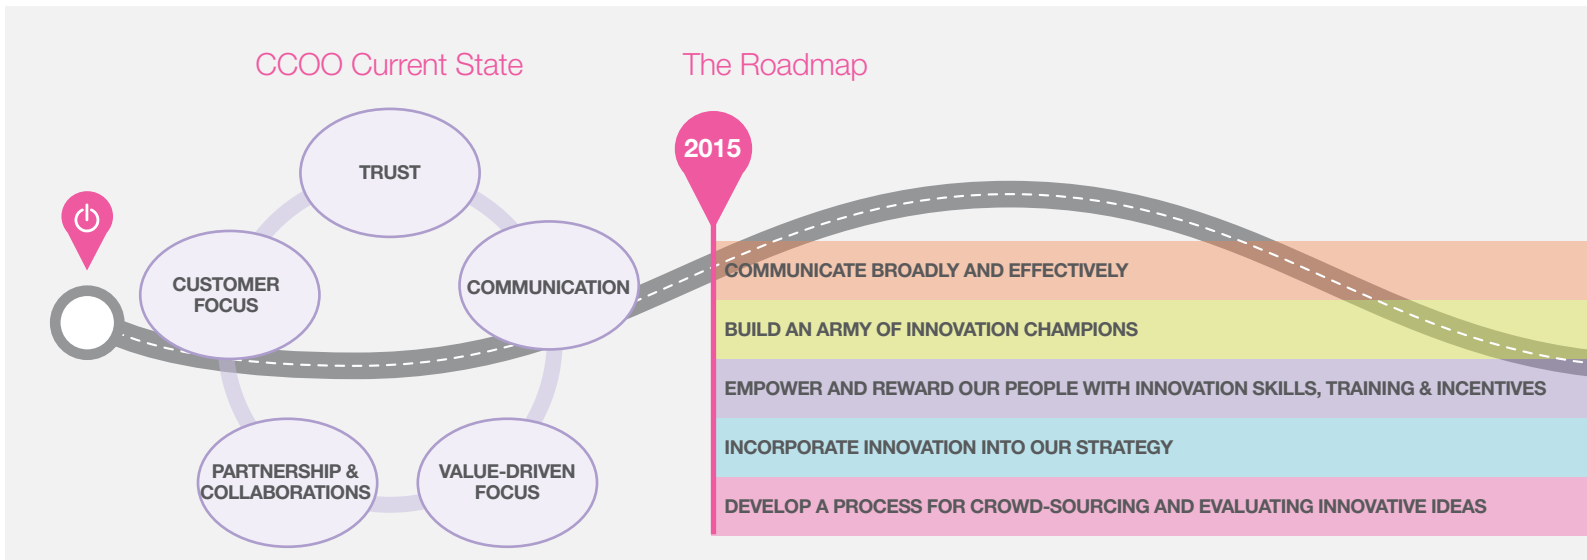 CCOO Current State
The Roadmap
TRUST
CUSTOMER
FOCUS
COMMUNICATION
PARTNERSHIP &
COLLABORATIONS
VALUE-DRIVEN
FOCUS
2015
COMMUNICATE BROADLY AND EFFECTIVELY
BUILD AN ARMY OF INNOVATION CHAMPIONS
EMPOWER AND REWARD OUR PEOPLE WITH INNOVATION SKILLS, TRAINING & INCENTIVES
INCORPORATE INNOVATION INTO OUR STRATEGY
DEVELOP A PROCESS FOR CROWD-SOURCING AND EVALUATING INNOVATIVE IDEAS